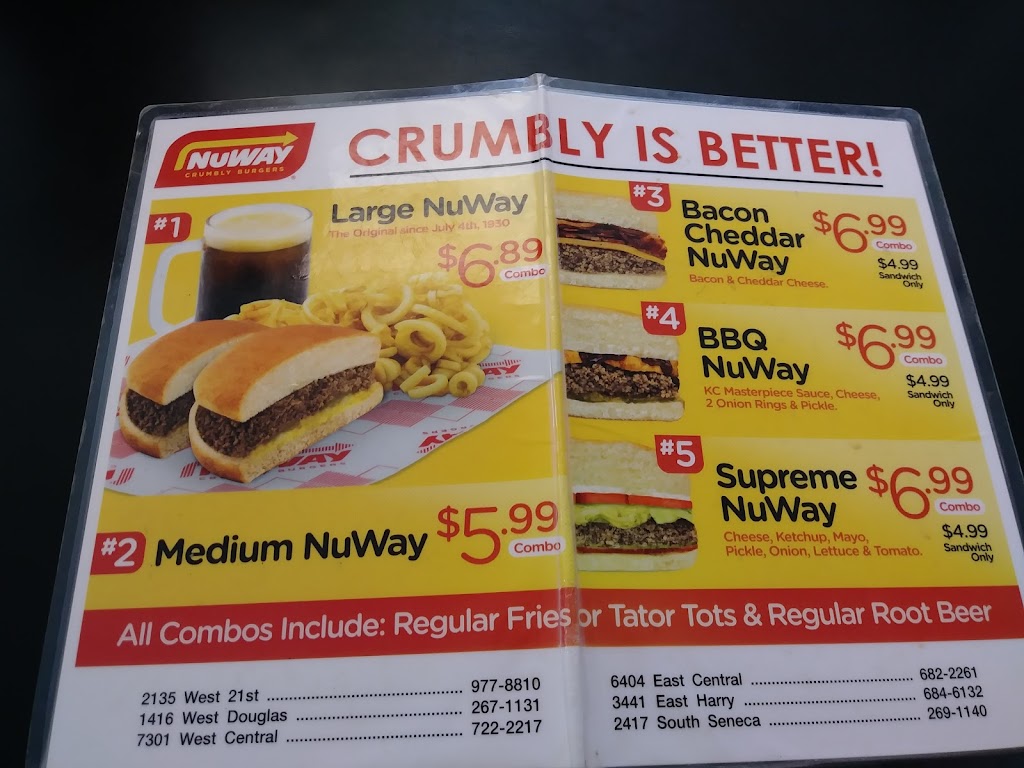 NuWAY
CRUMBLY BURGERS
®
CRUMBLY IS BETTER!
#1
Large NuWay
The Original since July 4th, 1930
$6.89
Combo
#2 Medium NuWay $5.99
Combo
#3
Bacon
Cheddar
NuWay
Bacon & Cheddar Cheese.
$6.99
Combo
$4.99
Sandwich
Only
#4
BBQ
NuWay
KC Masterpiece Sauce, Cheese,
2 Onion Rings & Pickle.
$6.99
Combo
$4.99
Sandwich
Only
#5
Supreme
NuWay
Cheese, Ketchup, Mayo,
Pickle, Onion, Lettuce & Tomato.
$6.99
Combo
$4.99
Sandwich
Only
All Combos Include: Regular Fries or Tator Tots & Regular Root Beer
2135 West 21st ........................................ 977-8810
1416 West Douglas .................................. 267-1131
7301 West Central ................................... 722-2217
6404 East Central ................................... 682-2261
3441 East Harry ..................................... 684-6132
2417 South Seneca ................................ 269-1140